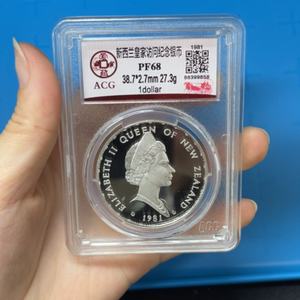 新西兰皇家访问纪念银币
PF68
38.7*2.7mm 27.3g
1dollar
ACG
1981
88399858
ELIZABETH II QUEEN OF NEW ZEALAND
1981